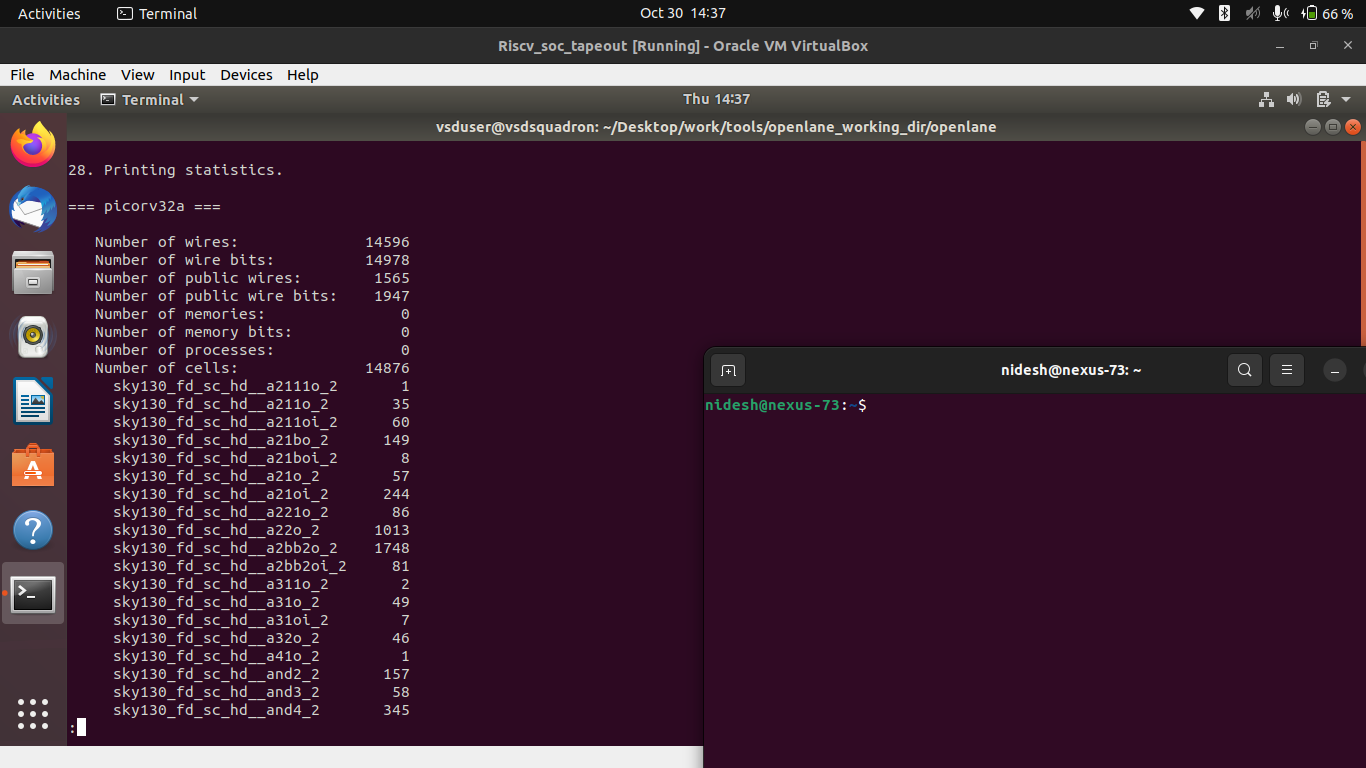 Activities Terminal Oct 30 14:37 66 %
Riscv_soc_tapeout [Running] - Oracle VM VirtualBox
File Machine View Input Devices Help
Activities Terminal Thu 14:37
vsduser@vsdsquadron: ~/Desktop/work/tools/openlane_working_dir/openlane
28. Printing statistics.
=== picorv32a ===
Number of wires: 14596
Number of wire bits: 14978
Number of public wires: 1565
Number of public wire bits: 1947
Number of memories: 0
Number of memory bits: 0
Number of processes: 0
Number of cells: 14876
sky130_fd_sc_hd__a2111o_2 1
sky130_fd_sc_hd__a211o_2 35
sky130_fd_sc_hd__a211oi_2 60
sky130_fd_sc_hd__a21bo_2 149
sky130_fd_sc_hd__a21boi_2 8
sky130_fd_sc_hd__a21o_2 57
sky130_fd_sc_hd__a21oi_2 244
sky130_fd_sc_hd__a221o_2 86
sky130_fd_sc_hd__a22o_2 1013
sky130_fd_sc_hd__a2bb2o_2 1748
sky130_fd_sc_hd__a2bb2oi_2 81
sky130_fd_sc_hd__a311o_2 2
sky130_fd_sc_hd__a31o_2 49
sky130_fd_sc_hd__a31oi_2 7
sky130_fd_sc_hd__a32o_2 46
sky130_fd_sc_hd__a41o_2 1
sky130_fd_sc_hd__and2_2 157
sky130_fd_sc_hd__and3_2 58
sky130_fd_sc_hd__and4_2 345
:
nidesh@nexus-73: ~
nidesh@nexus-73:~$